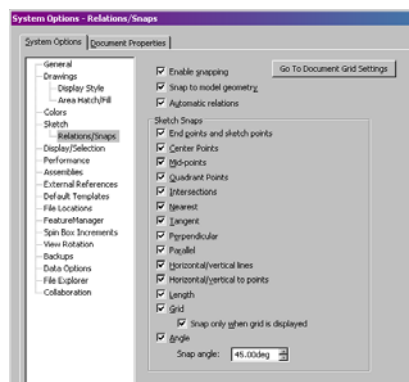 System Options - Relations/Snaps
System Options
Document Properties
General
Drawings
Display Style
Area Hatch/Fill
Colors
Sketch
Relations/Snaps
Display/Selection
Performance
Assemblies
External References
Default Templates
File Locations
FeatureManager
Spin Box Increments
View Rotation
Backups
Data Options
File Explorer
Collaboration
Enable snapping
Go To Document Grid Settings
Snap to model geometry
Automatic relations
Sketch Snaps
End points and sketch points
Center Points
Mid-points
Quadrant Points
Intersections
Nearest
Tangent
Perpendicular
Parallel
Horizontal/vertical lines
Horizontal/vertical to points
Length
Grid
Snap only when grid is displayed
Angle
Snap angle: 45.00deg